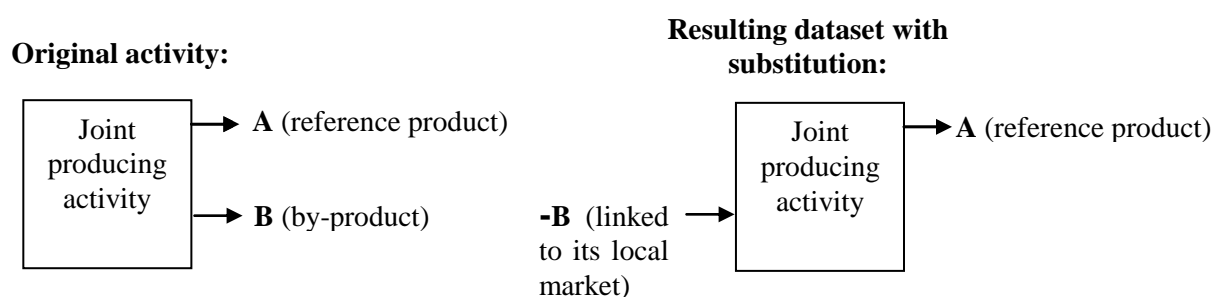 Original activity:
Joint
producing
activity
A (reference product)
B (by-product)
Resulting dataset with
substitution:
-B (linked
to its local
market)
Joint
producing
activity
A (reference product)